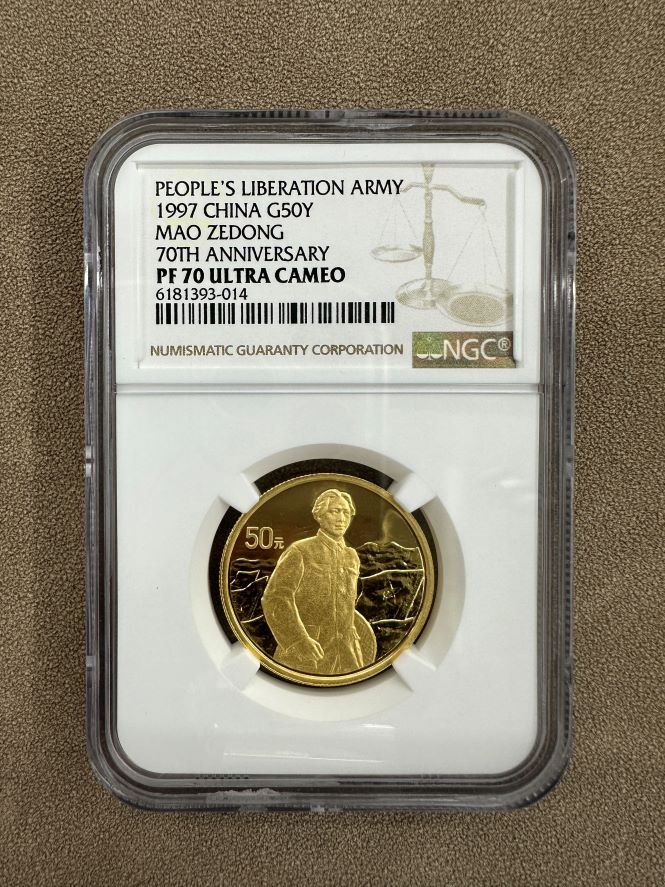 PEOPLE'S LIBERATION ARMY
1997 CHINA G50Y
MAO ZEDONG
70TH ANNIVERSARY
PF 70 ULTRA CAMEO
6181393-014
NUMISMATIC GUARANTY CORPORATION
NGC®
50元